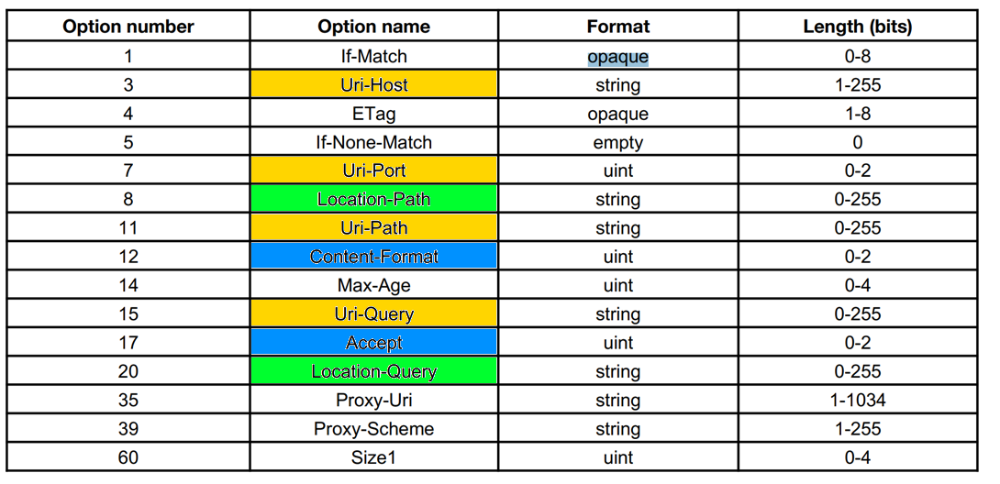 Option number Option name Format Length (bits)
1 If-Match opaque 0-8
3 Uri-Host string 1-255
4 ETag opaque 1-8
5 If-None-Match empty 0
7 Uri-Port uint 0-2
8 Location-Path string 0-255
11 Uri-Path string 0-255
12 Content-Format uint 0-2
14 Max-Age uint 0-4
15 Uri-Query string 0-255
17 Accept uint 0-2
20 Location-Query string 0-255
35 Proxy-Uri string 1-1034
39 Proxy-Scheme string 1-255
60 Size1 uint 0-4